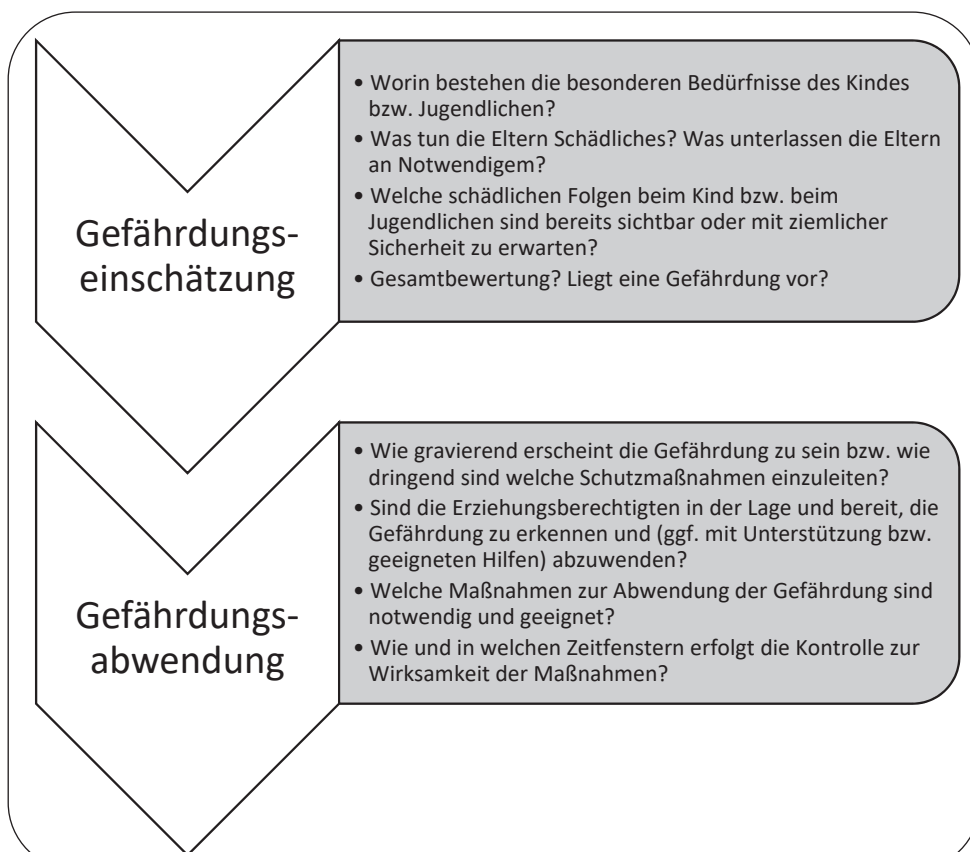 Gefährdungs-
einschätzung
• Worin bestehen die besonderen Bedürfnisse des Kindes
bzw. Jugendlichen?
• Was tun die Eltern Schädliches? Was unterlassen die Eltern
an Notwendigem?
• Welche schädlichen Folgen beim Kind bzw. beim
Jugendlichen sind bereits sichtbar oder mit ziemlicher
Sicherheit zu erwarten?
• Gesamtbewertung? Liegt eine Gefährdung vor?
Gefährdungs-
abwendung
• Wie gravierend erscheint die Gefährdung zu sein bzw. wie
dringend sind welche Schutzmaßnahmen einzuleiten?
• Sind die Erziehungsberechtigten in der Lage und bereit, die
Gefährdung zu erkennen und (ggf. mit Unterstützung bzw.
geeigneten Hilfen) abzuwenden?
• Welche Maßnahmen zur Abwendung der Gefährdung sind
notwendig und geeignet?
• Wie und in welchen Zeitfenstern erfolgt die Kontrolle zur
Wirksamkeit der Maßnahmen?